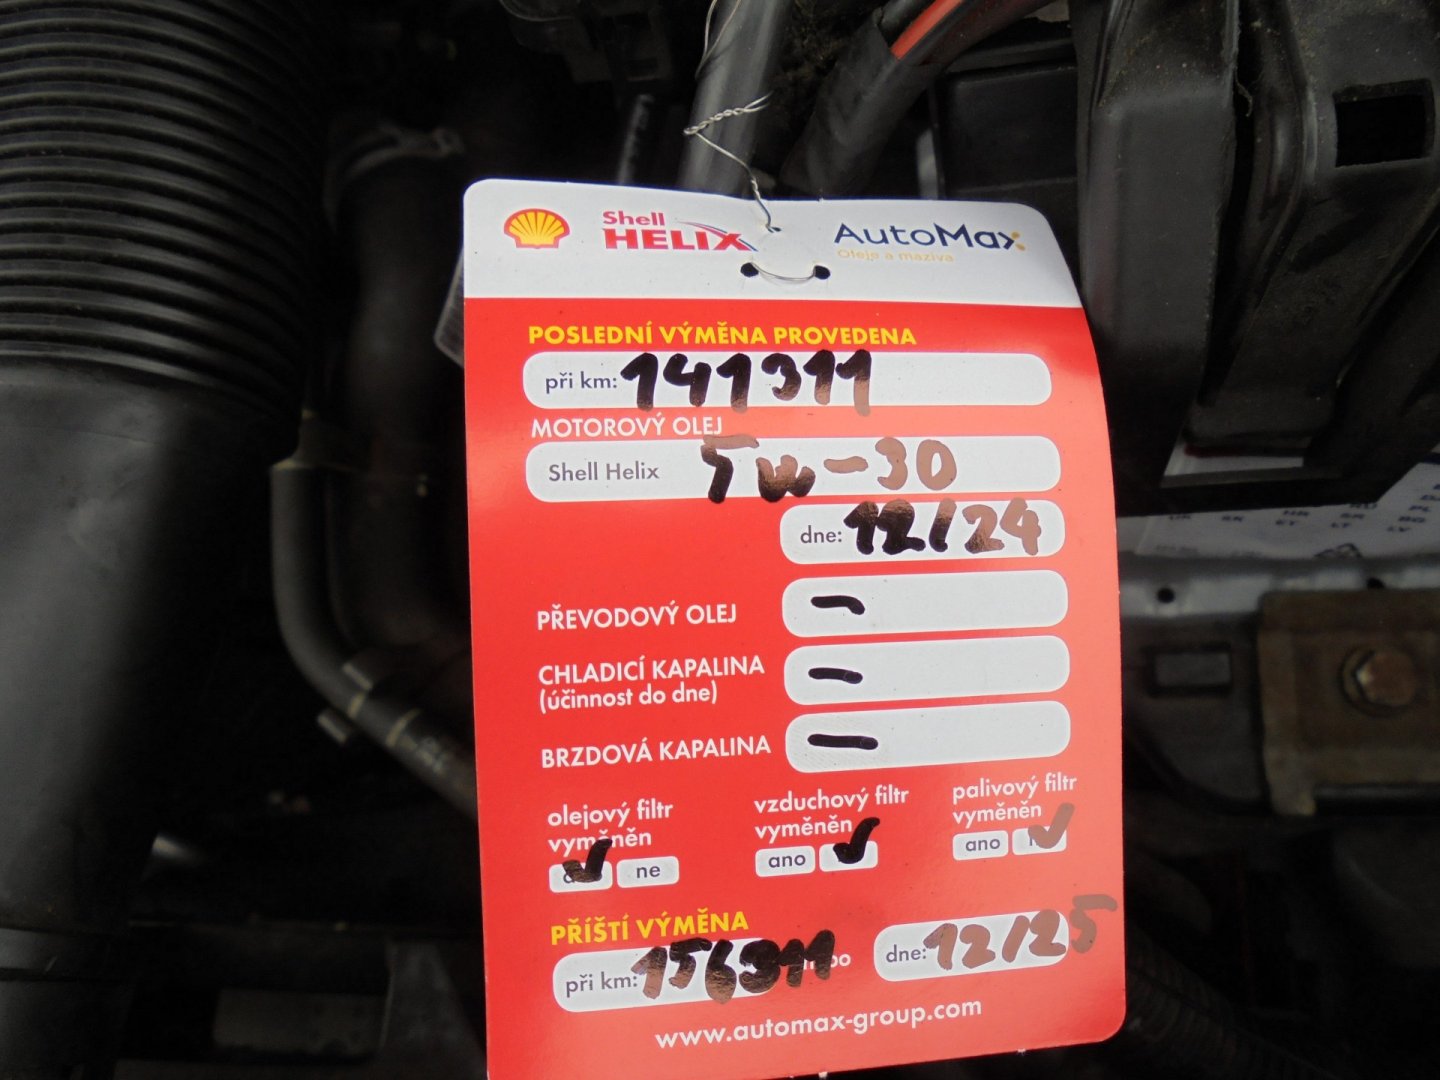 Shell
HELIX
AutoMax
Oleje a maziva
POSLEDNÍ VÝMĚNA PROVEDENA
při km: 141311
MOTOROVÝ OLEJ
Shell Helix 5W-30
dne: 12/24
PŘEVODOVÝ OLEJ –
CHLADICÍ KAPALINA –
(účinnost do dne)
BRZDOVÁ KAPALINA –
olejový filtr
vyměněn
✓ ne
vzduchový filtr
vyměněn
ano ✓
palivový filtr
vyměněn
ano ✓
PŘÍŠTÍ VÝMĚNA
při km: 156311
dne: 12/25
www.automax-group.com